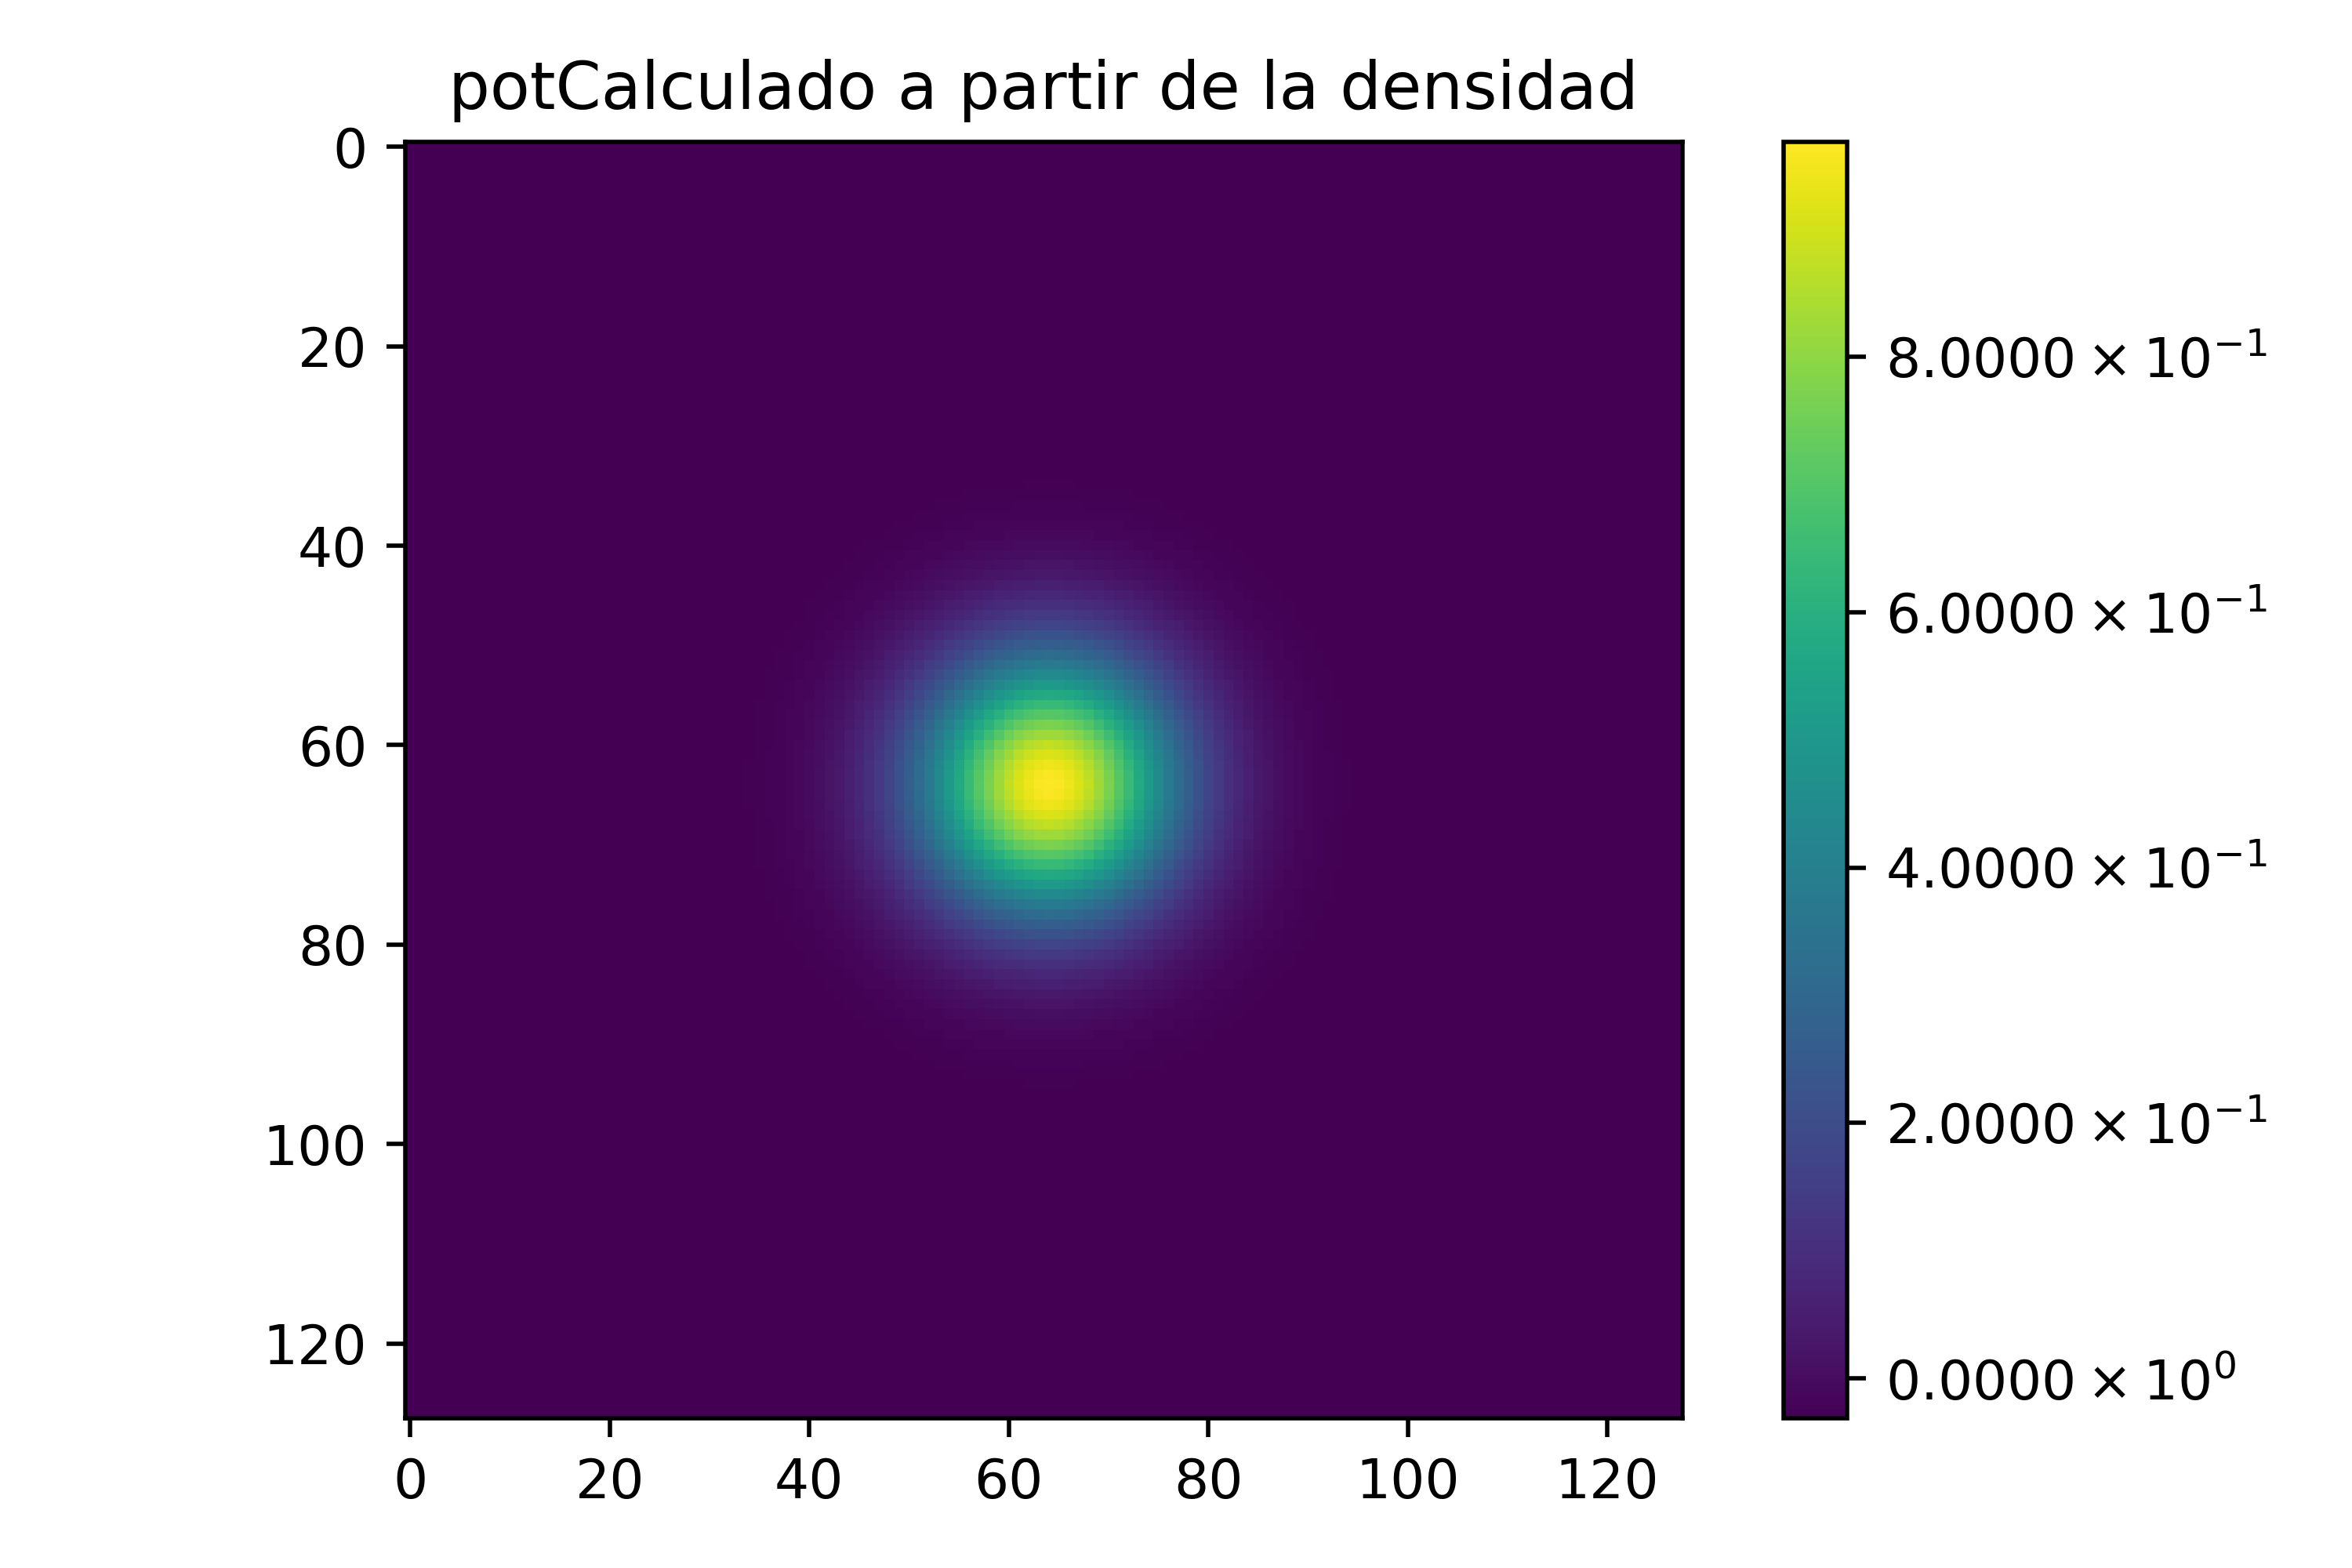 potCalculado a partir de la densidad
0
20
40
60
80
100
120
0 20 40 60 80 100 120
8.0000 × 10⁻¹
6.0000 × 10⁻¹
4.0000 × 10⁻¹
2.0000 × 10⁻¹
0.0000 × 10⁰